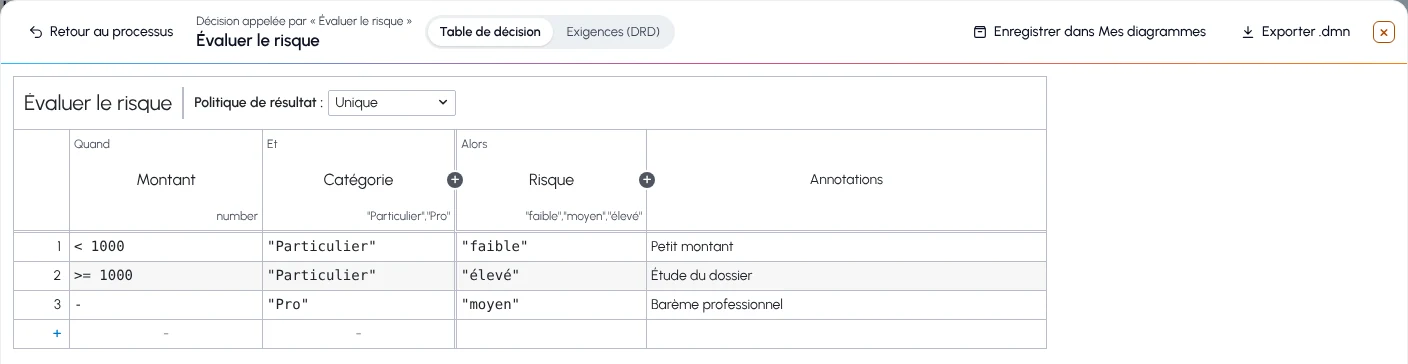 Retour au processus
Décision appelée par « Évaluer le risque »
Évaluer le risque
Table de décision
Exigences (DRD)
Enregistrer dans Mes diagrammes
Exporter .dmn
×
Évaluer le risque
Politique de résultat :
Unique
Quand
Et
Alors
Montant
Catégorie
+
Risque
+
Annotations
number
"Particulier","Pro"
"faible","moyen","élevé"
1 < 1000 "Particulier" "faible" Petit montant
2 >= 1000 "Particulier" "élevé" Étude du dossier
3 - "Pro" "moyen" Barème professionnel
+ - -